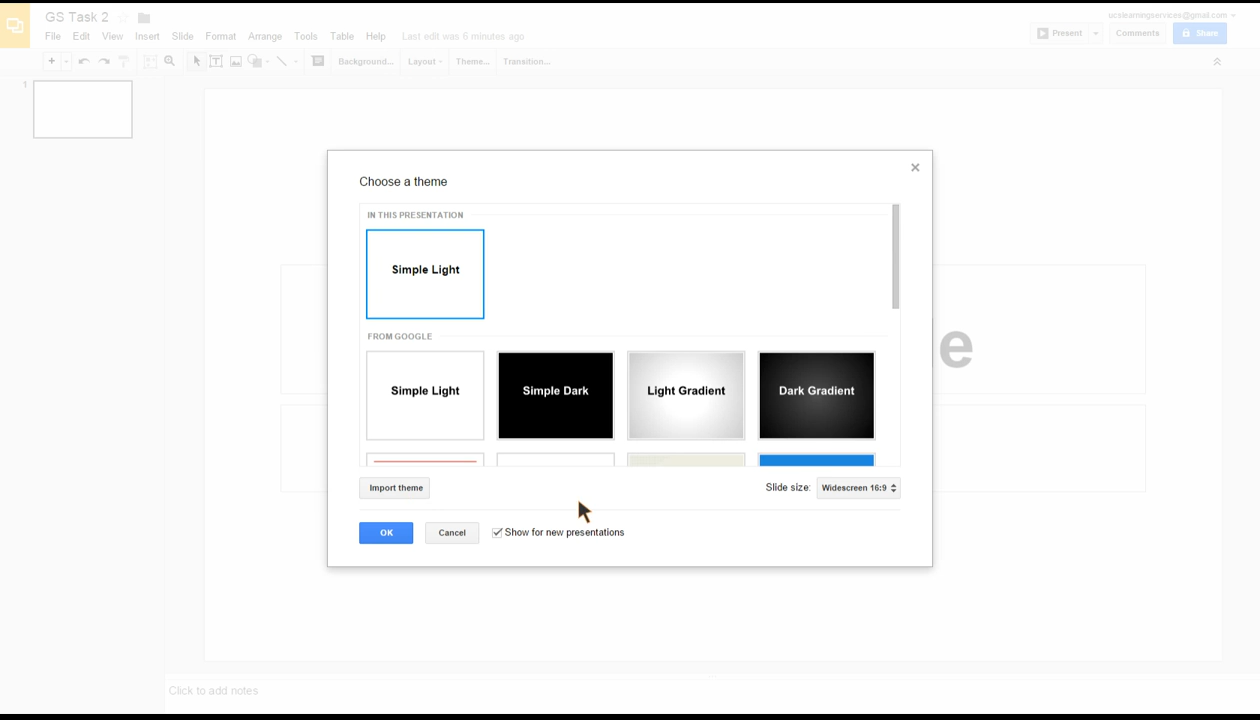 GS Task 2
ucslearningservices@gmail.com
File Edit View Insert Slide Format Arrange Tools Table Help Last edit was 6 minutes ago
Present Comments Share
Background... Layout Theme... Transition...
1
Choose a theme
IN THIS PRESENTATION
Simple Light
FROM GOOGLE
Simple Light Simple Dark Light Gradient Dark Gradient
Import theme Slide size: Widescreen 16:9
OK Cancel Show for new presentations
Click to add notes